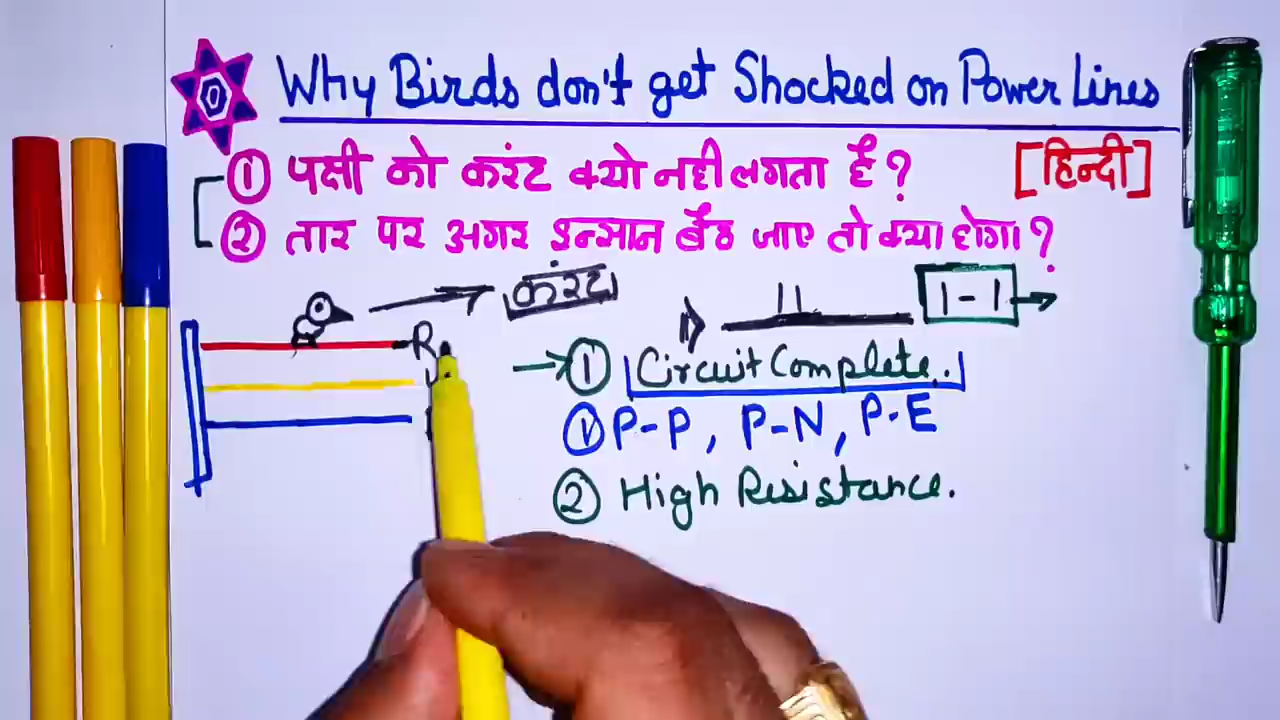 Why Birds don't get Shocked on Power Lines
① पक्षी को करंट क्यो नही लगता है? [हिन्दी]
② तार पर अगर इन्सान बैठ जाए तो क्या होगा?
करंट
1-1
R
① Circuit Complete.
① P-P, P-N, P-E
② High Resistance.